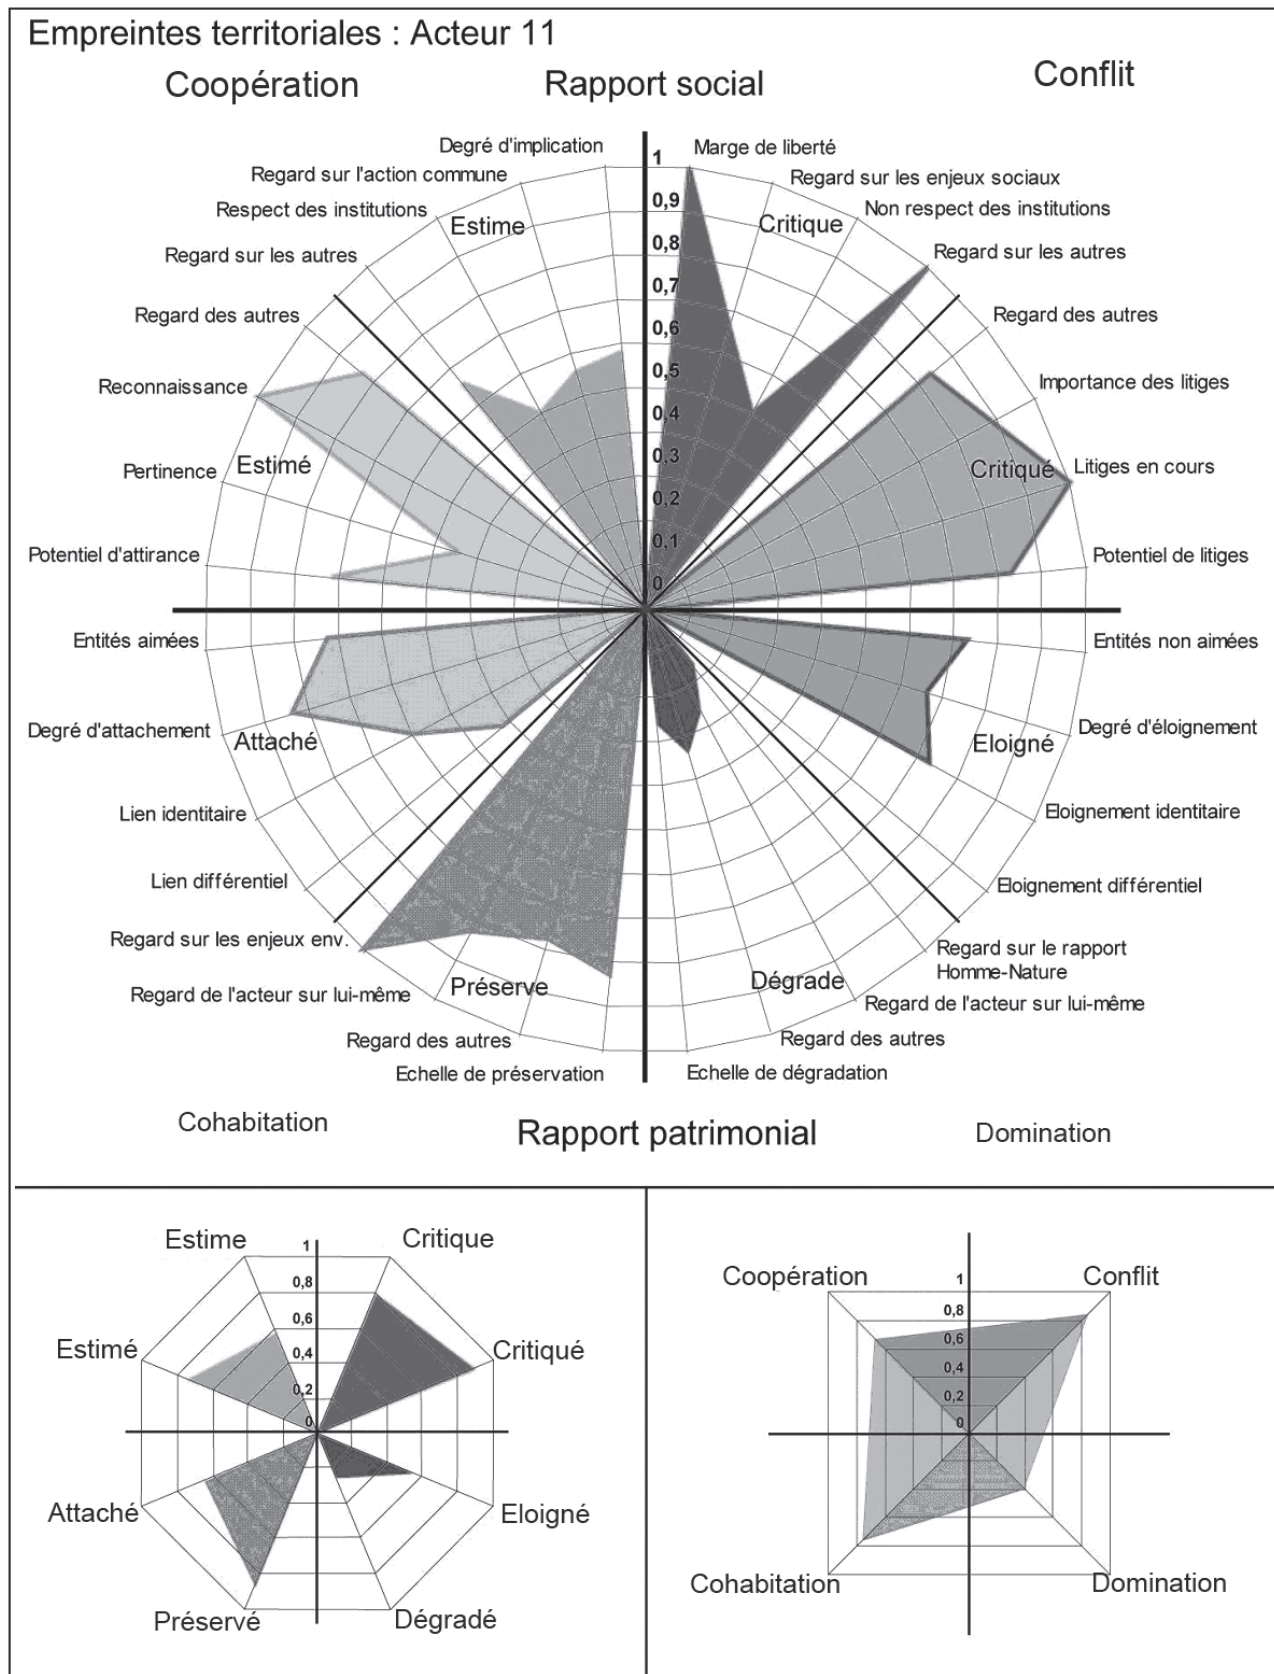 Empreintes territoriales : Acteur 11
Coopération
Rapport social
Conflit
Degré d'implication
Regard sur l'action commune
Respect des institutions
Regard sur les autres
Regard des autres
Reconnaissance
Pertinence
Potentiel d'attirance
Estime
Estimé
Marge de liberté
Regard sur les enjeux sociaux
Non respect des institutions
Regard sur les autres
Regard des autres
Importance des litiges
Litiges en cours
Potentiel de litiges
Critique
Critiqué
1
0,9
0,8
0,7
0,6
0,5
0,4
0,3
0,2
0,1
0
Entités aimées
Degré d'attachement
Attaché
Lien identitaire
Lien différentiel
Regard sur les enjeux env.
Regard de l'acteur sur lui-même
Préserve
Regard des autres
Echelle de préservation
Entités non aimées
Degré d'éloignement
Eloigné
Eloignement identitaire
Eloignement différentiel
Regard sur le rapport
Homme-Nature
Dégrade
Regard de l'acteur sur lui-même
Regard des autres
Echelle de dégradation
Cohabitation
Rapport patrimonial
Domination
Estime
Critique
1
0,8
0,6
0,4
0,2
0
Estimé
Critiqué
Attaché
Eloigné
Préservé
Dégradé
Coopération
Conflit
1
0,8
0,6
0,4
0,2
0
Cohabitation
Domination